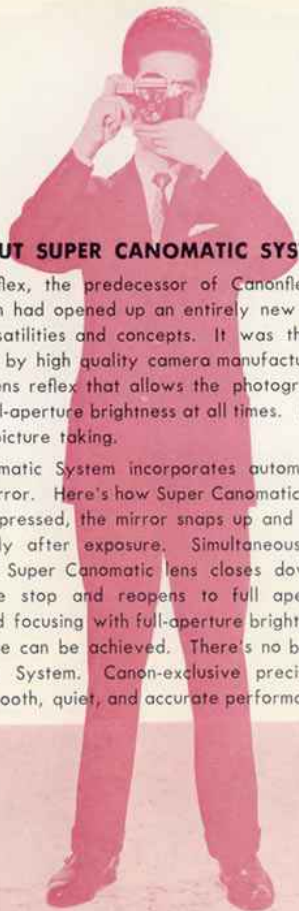 UT SUPER CANOMATIC SYS
flex, the predecessor of Canonfle
h had opened up an entirely new
satilities and concepts. It was th
by high quality camera manufactu
ens reflex that allows the photogr
l-aperture brightness at all times.
picture taking.
matic System incorporates autom
rror. Here's how Super Canomatic
pressed, the mirror snaps up and
ly after exposure. Simultaneous
Super Canomatic lens closes dov
e stop and reopens to full ape
d focusing with full-aperture bright
e can be achieved. There's no b
System. Canon-exclusive preci
ooth, quiet, and accurate performa